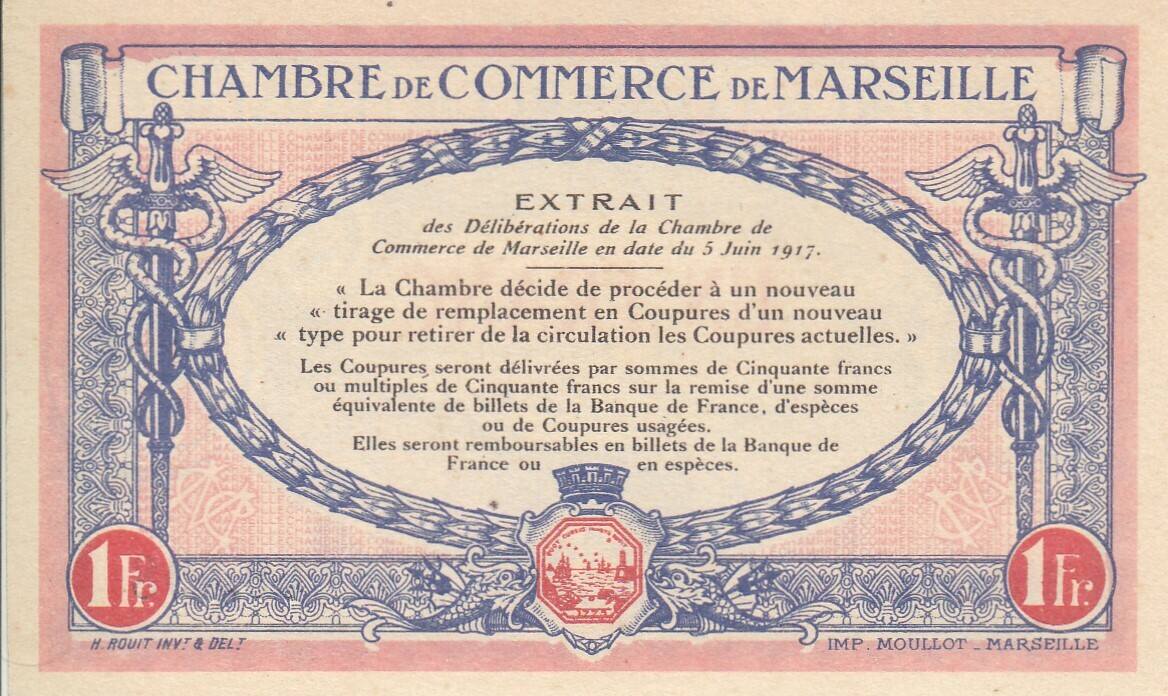 CHAMBRE DE COMMERCE DE MARSEILLE
EXTRAIT
des Délibérations de la Chambre de
Commerce de Marseille en date du 5 Juin 1917.
« La Chambre décide de procéder à un nouveau
« tirage de remplacement en Coupures d'un nouveau
« type pour retirer de la circulation les Coupures actuelles. »
Les Coupures seront délivrées par sommes de Cinquante francs
ou multiples de Cinquante francs sur la remise d'une somme
équivalente de billets de la Banque de France, d'espèces
ou de Coupures usagées.
Elles seront remboursables en billets de la Banque de
France ou en espèces.
1 Fr.
1 Fr.
H. ROUIT INVT & DELT
IMP. MOULLOT _ MARSEILLE